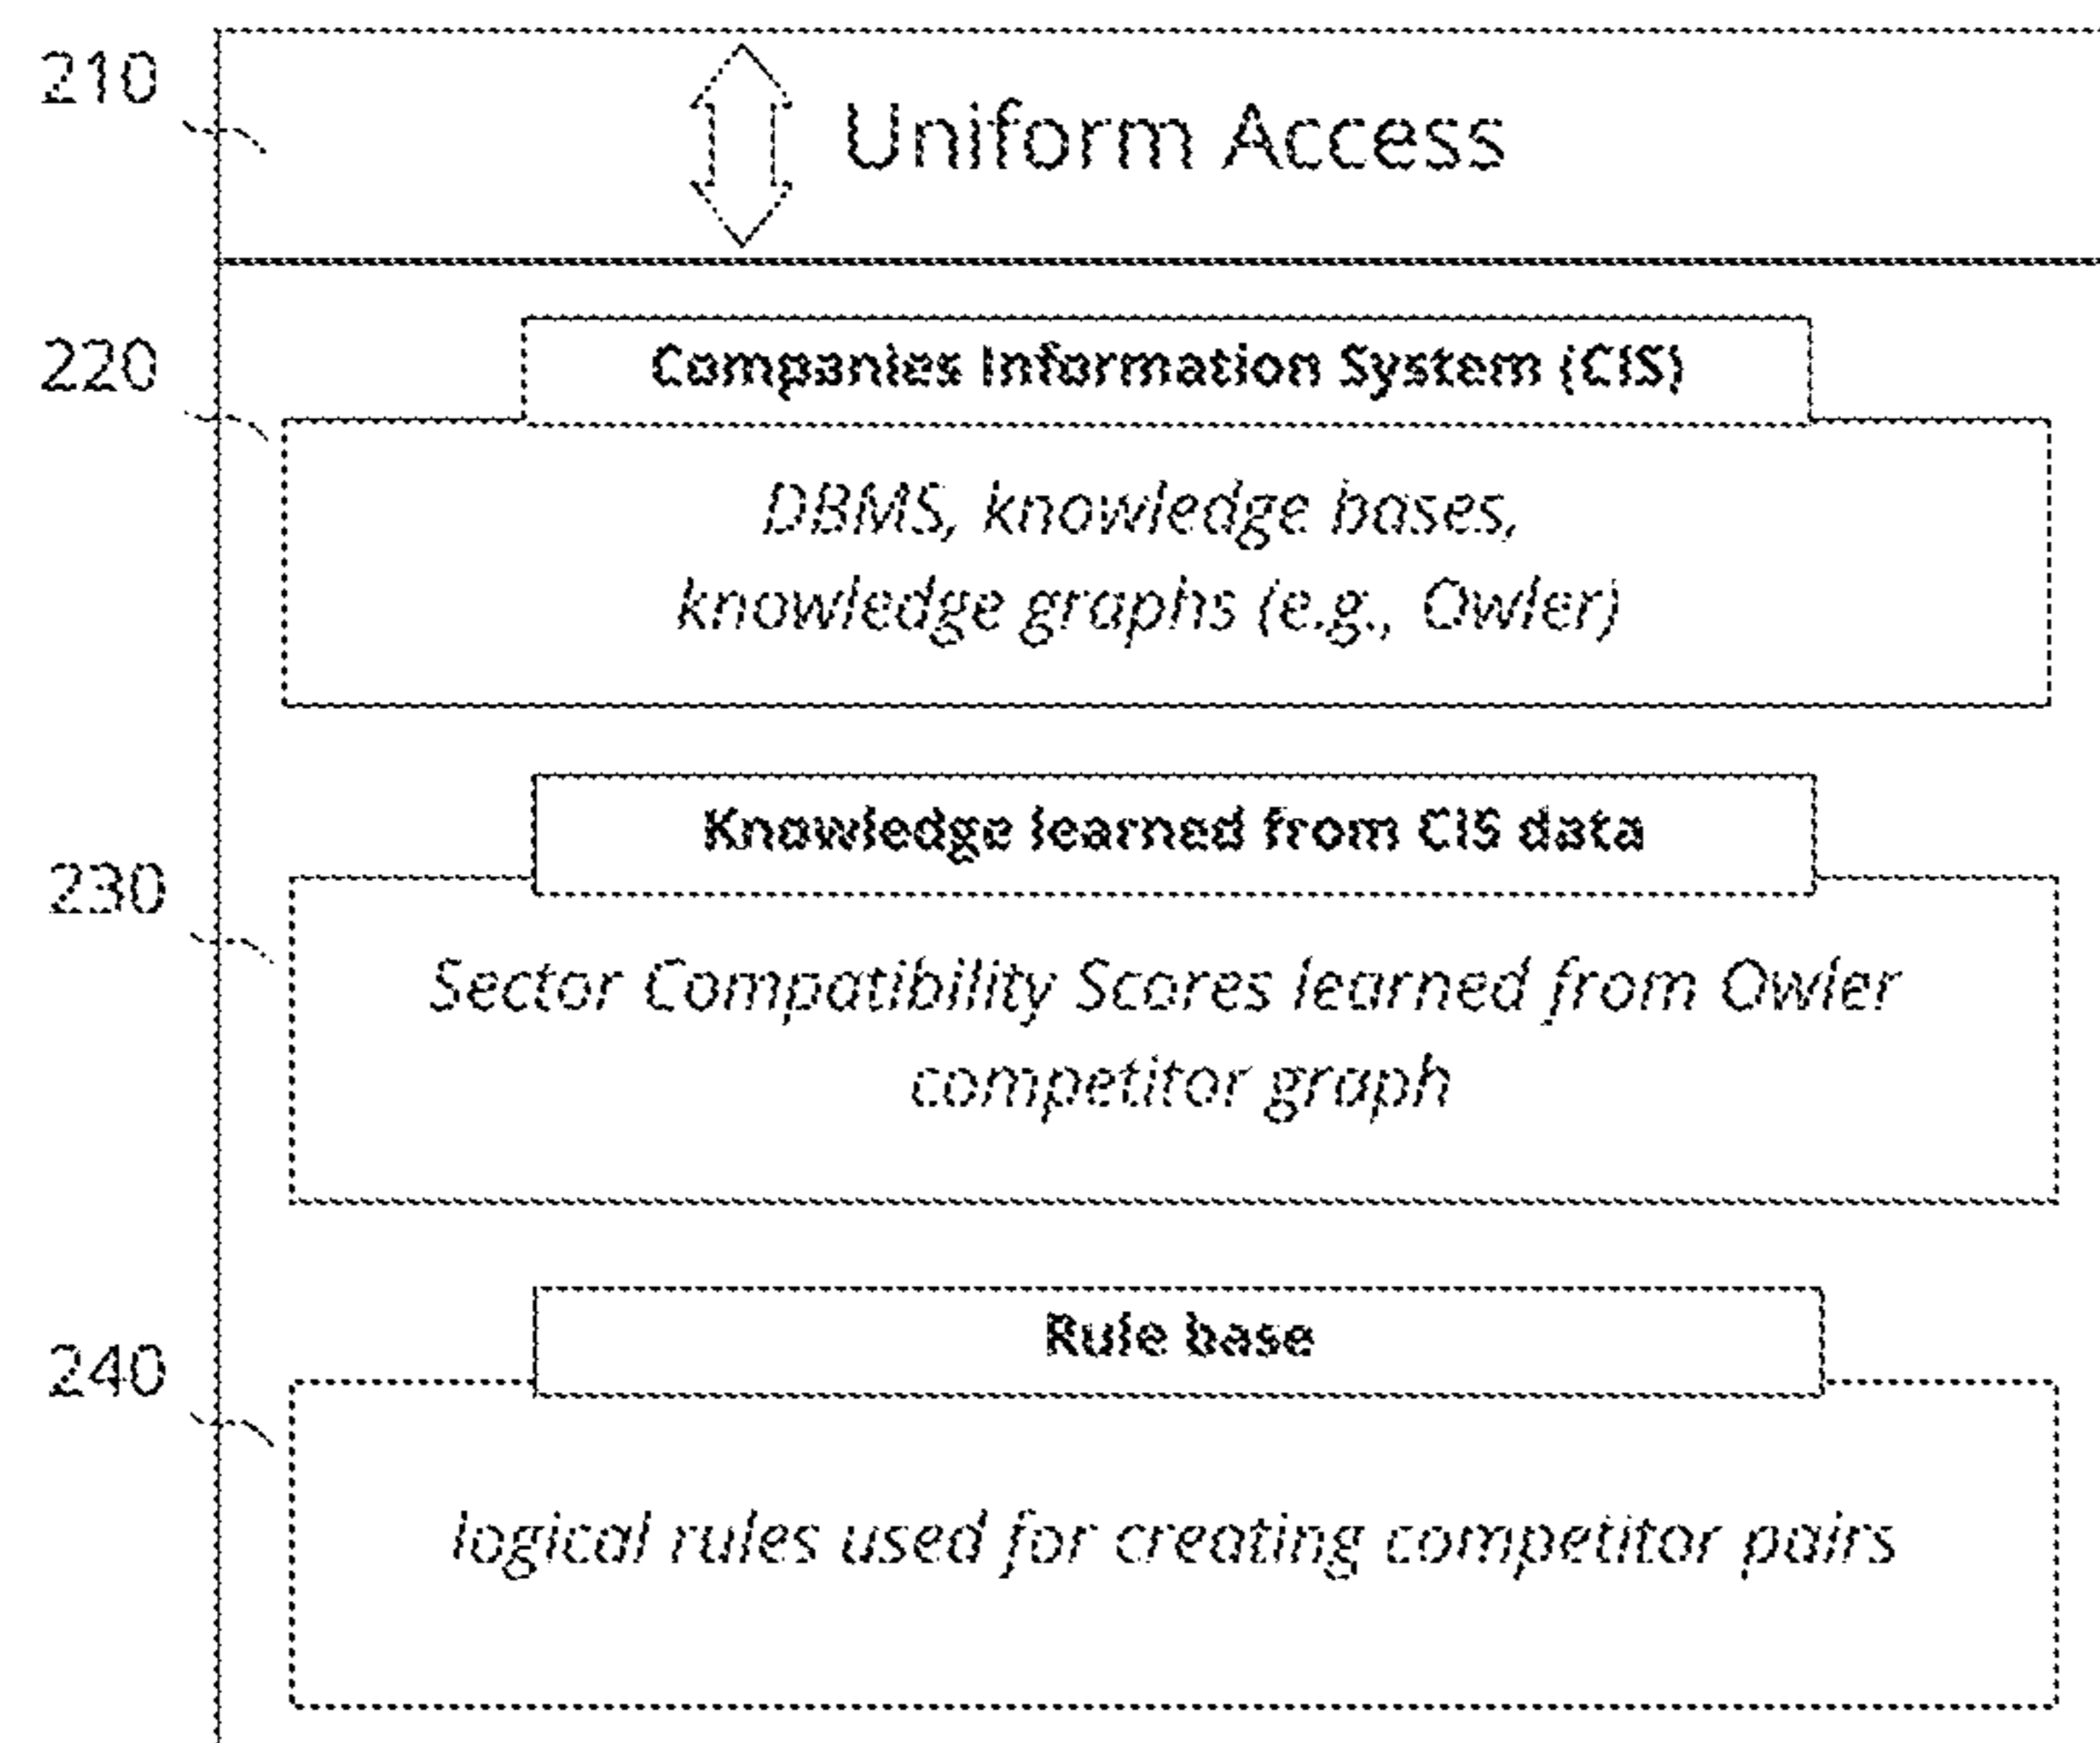 210
Uniform Access
220
Companies Information System (CIS)
DBMS, knowledge bases,
knowledge graphs (e.g., Owler)
Knowledge learned from CIS data
230
Sector Compatibility Scores learned from Owler
competitor graph
Rule base
240
logical rules used for creating competitor pairs